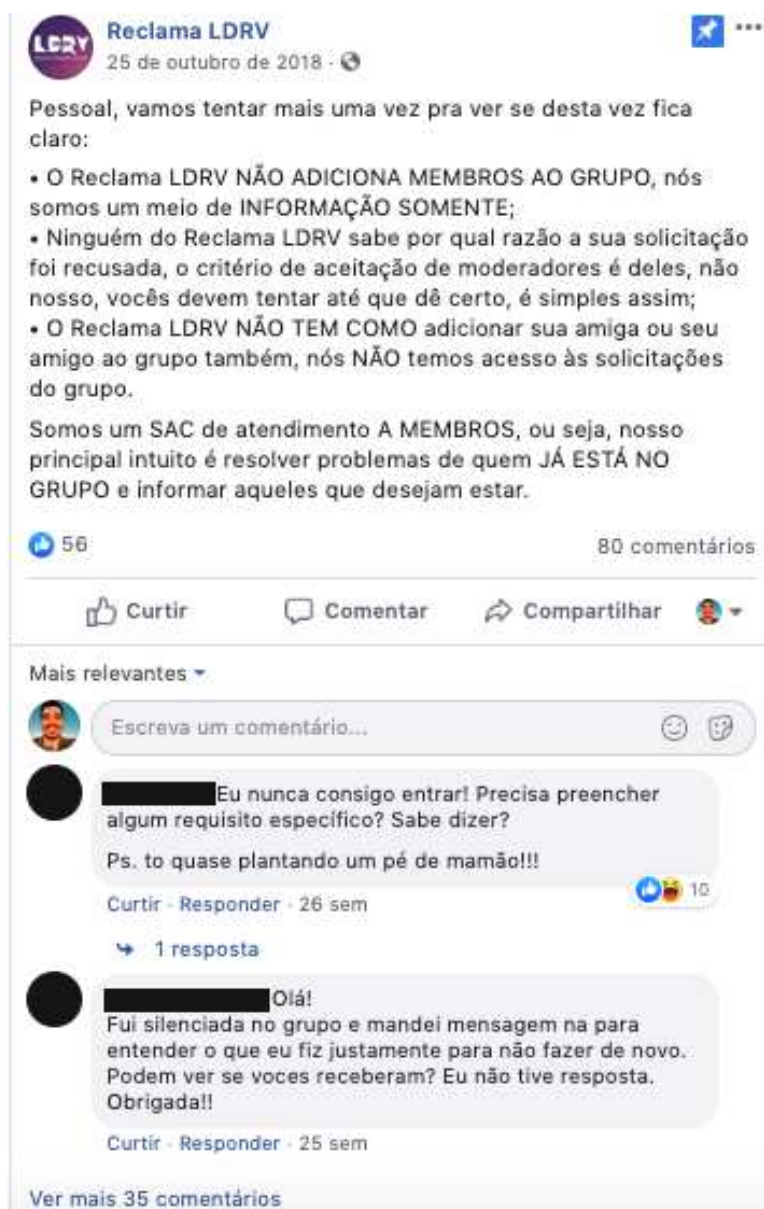 LDRV
Reclama LDRV
25 de outubro de 2018 ·
Pessoal, vamos tentar mais uma vez pra ver se desta vez fica
claro:
• O Reclama LDRV NÃO ADICIONA MEMBROS AO GRUPO, nós
somos um meio de INFORMAÇÃO SOMENTE;
• Ninguém do Reclama LDRV sabe por qual razão a sua solicitação
foi recusada, o critério de aceitação de moderadores é deles, não
nosso, vocês devem tentar até que dê certo, é simples assim;
• O Reclama LDRV NÃO TEM COMO adicionar sua amiga ou seu
amigo ao grupo também, nós NÃO temos acesso às solicitações
do grupo.
Somos um SAC de atendimento A MEMBROS, ou seja, nosso
principal intuito é resolver problemas de quem JÁ ESTÁ NO
GRUPO e informar aqueles que desejam estar.
56 80 comentários
Curtir Comentar Compartilhar
Mais relevantes
Escreva um comentário...
Eu nunca consigo entrar! Precisa preencher
algum requisito específico? Sabe dizer?
Ps. to quase plantando um pé de mamão!!!
10
Curtir · Responder · 26 sem
1 resposta
Olá!
Fui silenciada no grupo e mandei mensagem na para
entender o que eu fiz justamente para não fazer de novo.
Podem ver se voces receberam? Eu não tive resposta.
Obrigada!!
Curtir · Responder · 25 sem
Ver mais 35 comentários